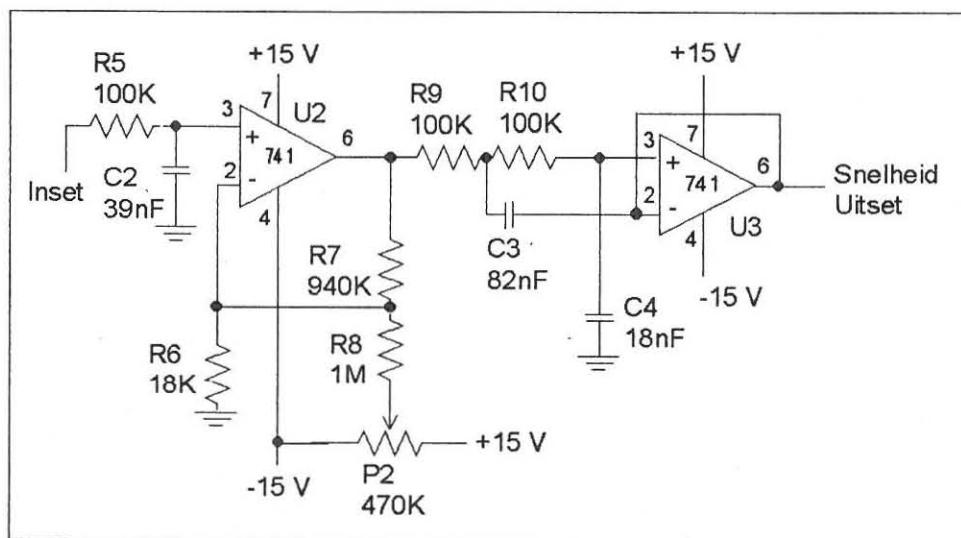 +15 V
R5
100K
3
7
U2
+
741
6
2
-
4
Inset
C2
39nF
R7
940K
R6
18K
R8
1M
-15 V
P2
470K
+15 V
R9
100K
R10
100K
+15 V
3
7
+
741
6
2
-
4
U3
Snelheid
Uitset
C3
82nF
-15 V
C4
18nF